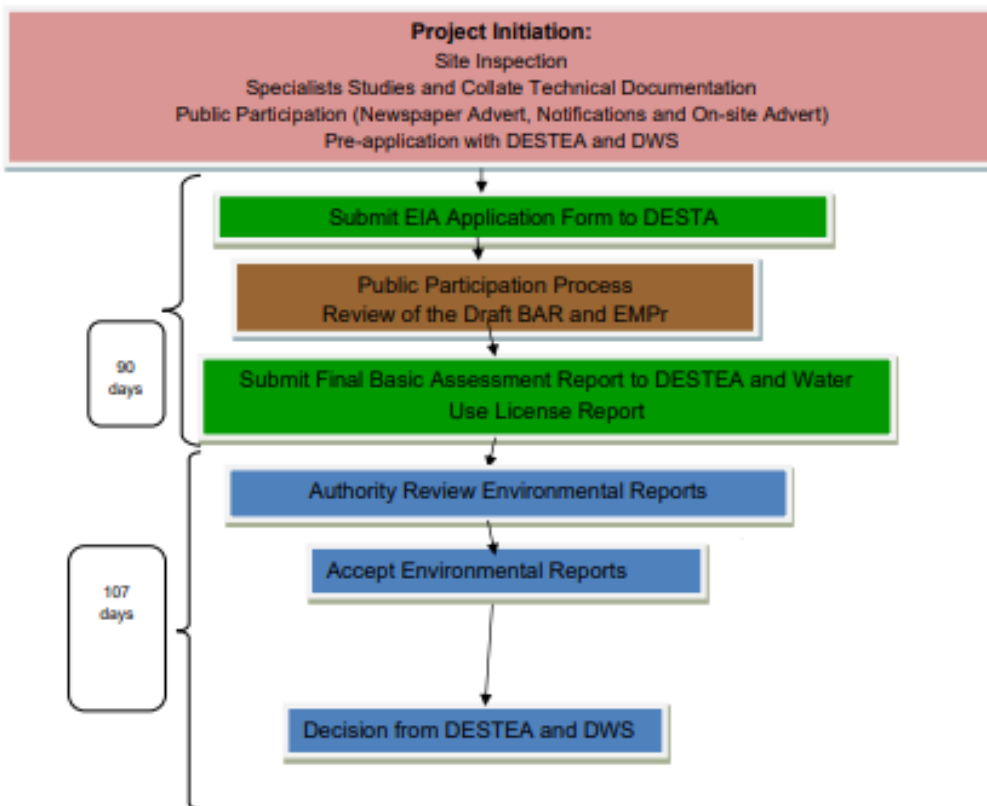 Project Initiation:
Site Inspection
Specialists Studies and Collate Technical Documentation
Public Participation (Newspaper Advert, Notifications and On-site Advert)
Pre-application with DESTEA and DWS
Submit EIA Application Form to DESTA
Public Participation Process
Review of the Draft BAR and EMPr
90
days
Submit Final Basic Assessment Report to DESTEA and Water
Use License Report
Authority Review Environmental Reports
Accept Environmental Reports
107
days
Decision from DESTEA and DWS